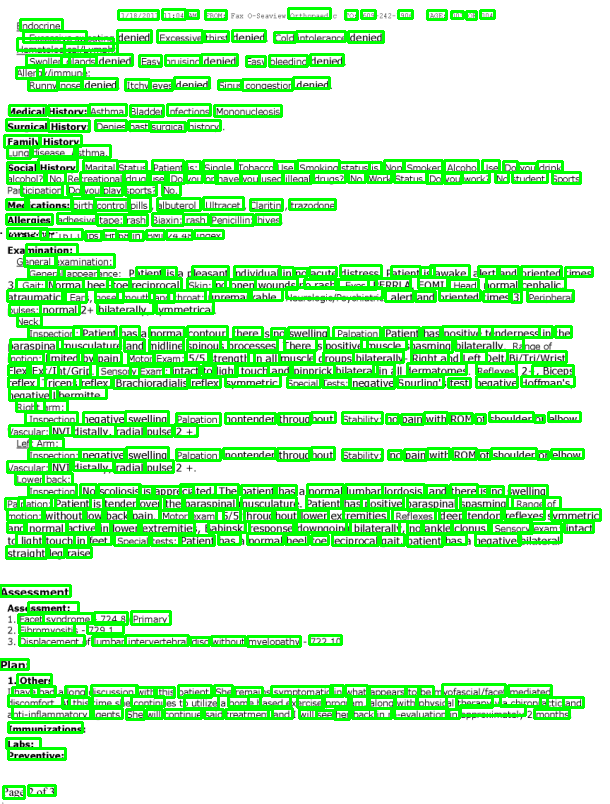 FROM: Fax O-Seaview Orthopaedic
Endocrine:
Excessive sweating denied. Excessive thirst denied. Cold intolerance denied.
Hematological/Lymph:
Swollen glands denied. Easy bruising denied. Easy bleeding denied.
Allergy/Immune:
Runny nose denied. Itchy eyes denied. Sinus congestion denied.
Medical History: Asthma, Bladder infections, Mononucleosis
Surgical History: Denies past surgical history.
Family History:
Lung disease, Asthma.
Social History: Marital Status: Patient is: Single. Tobacco Use: Smoking status is: Non Smoker. Alcohol Use: Do you drink
alcohol? No. Recreational drug use: Do you or have you used illegal drugs? No. Work Status: Do you work? No, student. Sports
Participation: Do you play sports? No.
Medications: birth control pills, albuterol, Ultracet, Claritin, trazodone
Allergies: adhesive tape: rash, Biaxin: rash, Penicillin: hives.
Examination:
General examination:
General appearance: Patient is a pleasant individual in no acute distress. Patient is awake, alert and oriented times
3. Gait: Normal heel toe reciprocal. Skin: no open wounds no rash. Eyes: PERRLA, EOMI. Head: normal cephalic
atraumatic. Ears, nose, mouth and throat: unremarkable. Neurologic/Psychiatric: alert and oriented times 3. Peripheral
pulses: normal 2+ bilaterally, symmetrical.
Neck:
Inspection: Patient has a normal contour, there is no swelling. Palpation: Patient has positive tenderness in the
paraspinal musculature and midline spinous processes. There is positive muscle spasming bilaterally. Range of
motion: limited by pain. Motor Exam: 5/5 strength in all muscle groups bilaterally. Right and Left Delt/Bi/Tri/Wrist
Flex/Ext/Int/Grip. Sensory Exam: intact to light touch and pinprick bilateral in all dermatomes. Reflexes: 2+, Biceps
reflex, Triceps reflex, Brachioradialis reflex, symmetric. Special Tests: negative Spurling's test, negative Hoffman's,
negative Lhermitte.
Right arm:
Inspection: negative swelling. Palpation: nontender throughout. Stability: no pain with ROM of shoulder or elbow.
Vascular: NVI distally, radial pulse 2 +.
Left Arm:
Inspection: negative swelling. Palpation: nontender throughout. Stability: no pain with ROM of shoulder or elbow.
Vascular: NVI distally, radial pulse 2 +.
Lower back:
Inspection: No scoliosis is appreciated. The patient has a normal lumbar lordosis, and there is no swelling.
Palpation: Patient is tender over the paraspinal musculature. Patient has positive paraspinal spasming. Range of
motion: without low back pain. Motor exam: 5/5 throughout lower extremities. Reflexes: deep tendon reflexes symmetric
and normal active in lower extremities, Babinski response downgoing bilaterally, no ankle clonus. Sensory exam: intact
to light touch in feet. Special tests: Patient has a normal heel toe reciprocal gait, patient has a negative bilateral
straight leg raise.
Assessment
Assessment:
1. Facet syndrome - 724.8 (Primary)
2. Fibromyositis - 729.1
3. Displacement of lumbar intervertebral disc without myelopathy - 722.10
Plan:
1. Others
I have had a long discussion with this patient. She remains symptomatic in what appears to be myofascial/facet mediated
discomfort. At this time she continues to utilize a home based exercise program, along with physical therapy via chiropractic and
anti-inflammatory agents. She will continue said treatment and I will see her back in re-evaluation in approximately 2 months.
Immunizations:
Labs:
Preventive:
Page 2 of 3